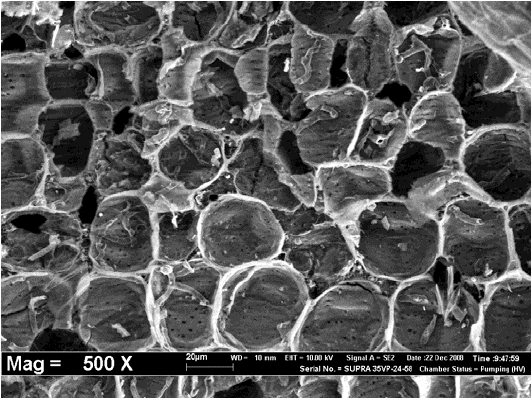 Mag = 500 X 20µm WD = 10 mm EHT = 10.00 kV Signal A = SE2 Date :22 Dec 2008 Time :9:47:59
Serial No. = SUPRA 35VP-24-58 Chamber Status = Pumping (HV)